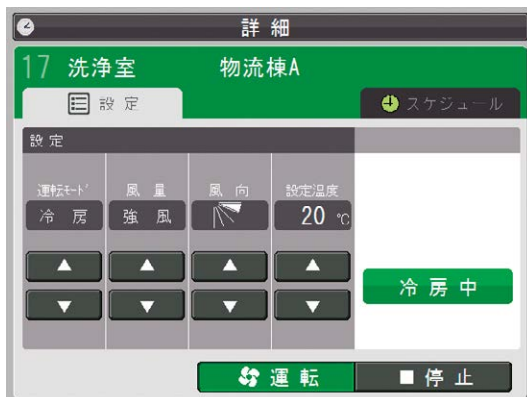 詳細
17 洗浄室 物流棟A
設定
スケジュール
設定
運転モード 風量 風向 設定温度
冷房 強風 20℃
冷房中
運転 停止